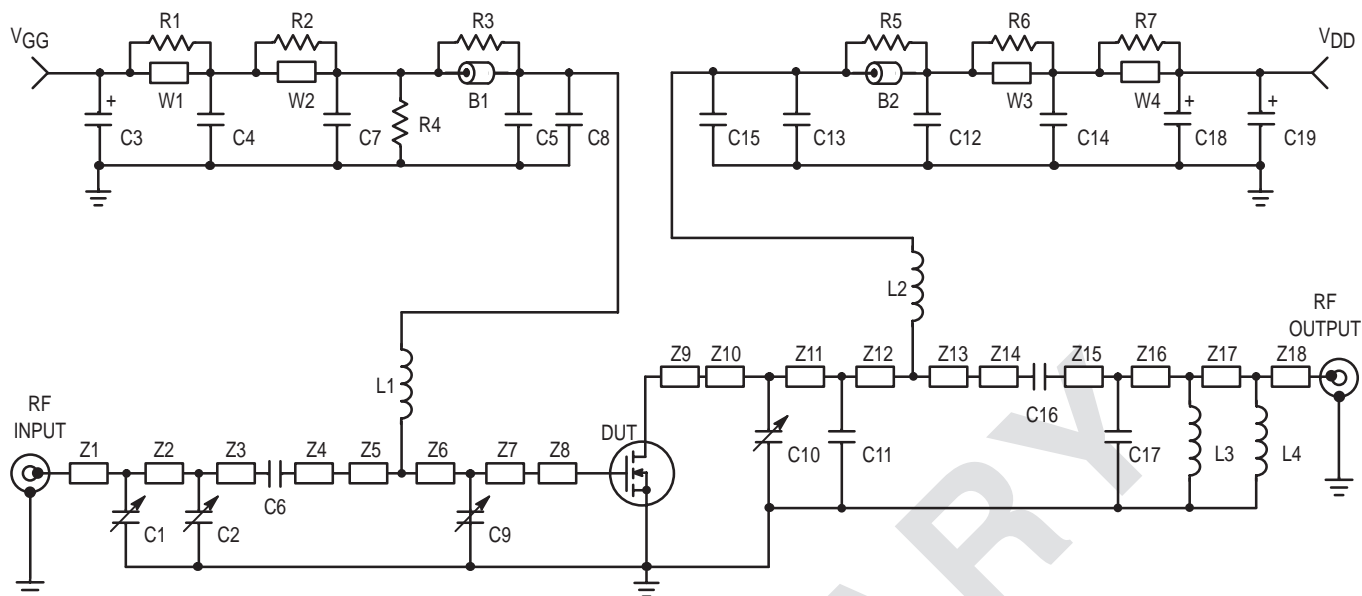 R1 R2 R3 R5 R6 R7
VGG VDD
W1 W2 B1 B2 W3 W4
+ + +
C3 C4 C7 R4 C5 C8 C15 C13 C12 C14 C18 C19
L2
RF
OUTPUT
Z9 Z10 Z11 Z12 Z13 Z14 Z15 Z16 Z17 Z18
L1
C16
RF
INPUT
DUT
Z1 Z2 Z3 Z4 Z5 Z6 Z7 Z8
C10 C11 C17 L3 L4
C6
C1 C2 C9
ARY